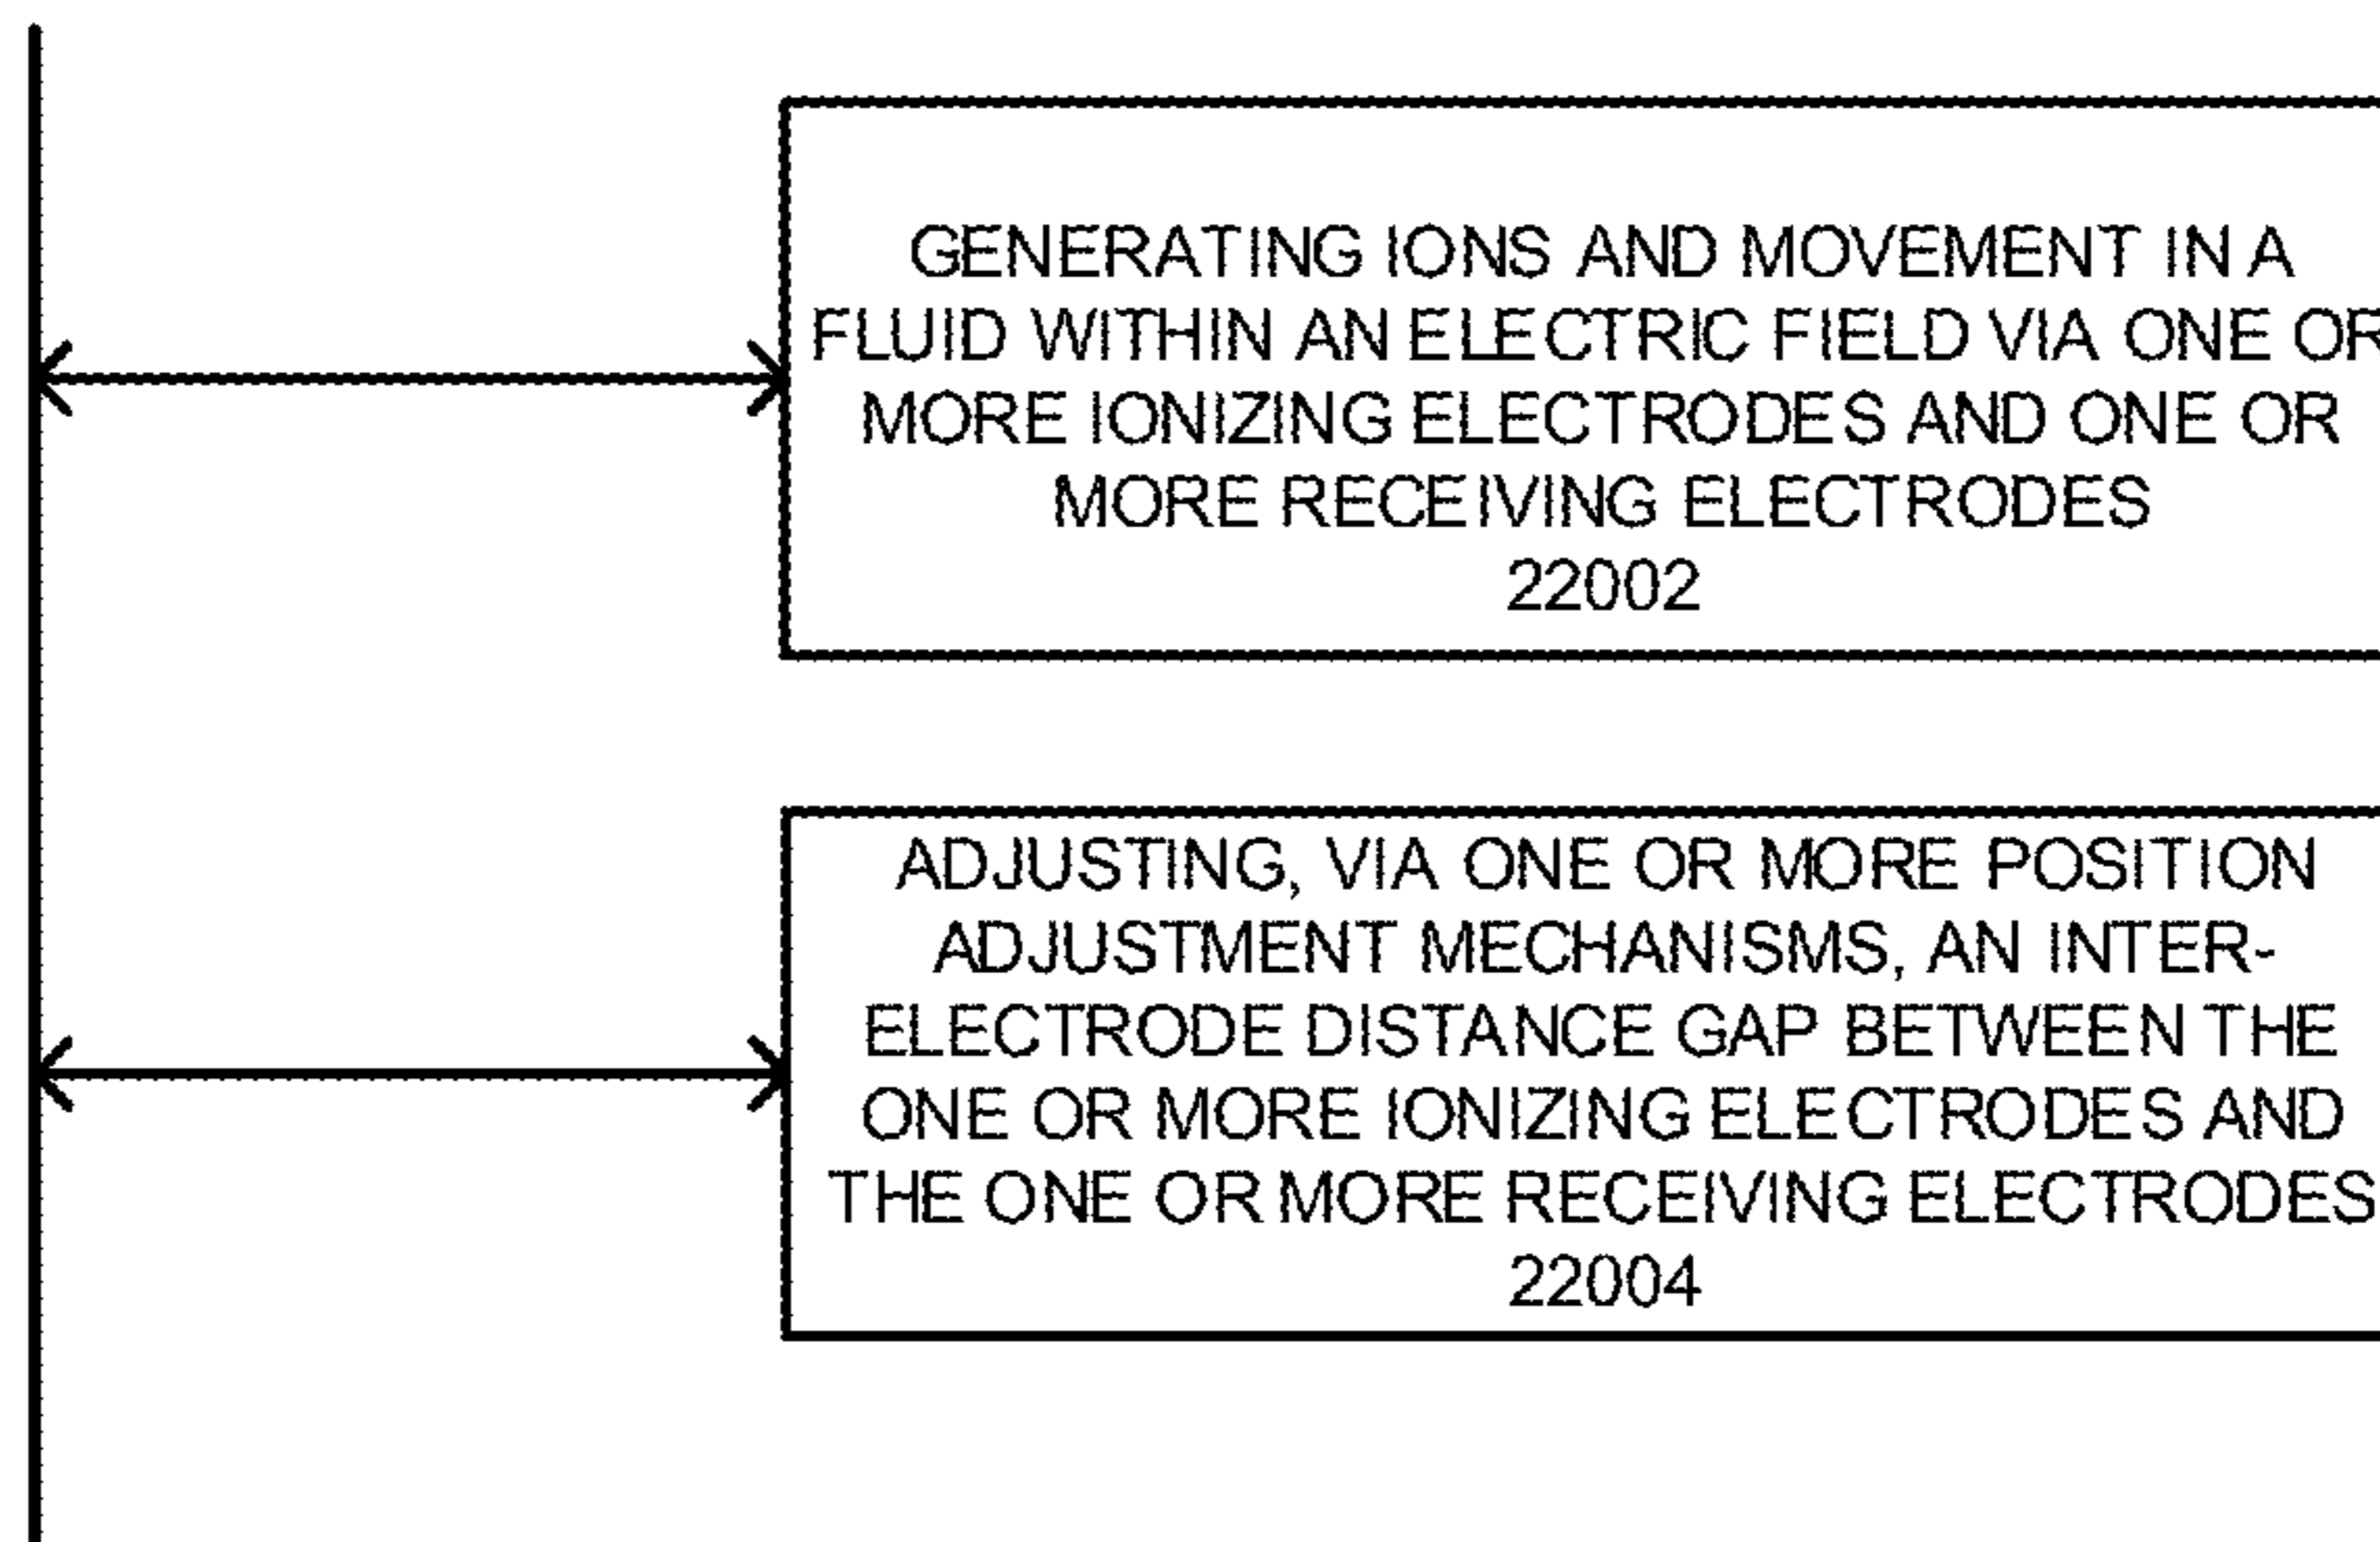 GENERATING IONS AND MOVEMENT IN A
FLUID WITHIN AN ELECTRIC FIELD VIA ONE OR
MORE IONIZING ELECTRODES AND ONE OR
MORE RECEIVING ELECTRODES
22002
ADJUSTING, VIA ONE OR MORE POSITION
ADJUSTMENT MECHANISMS, AN INTER-
ELECTRODE DISTANCE GAP BETWEEN THE
ONE OR MORE IONIZING ELECTRODES AND
THE ONE OR MORE RECEIVING ELECTRODES
22004